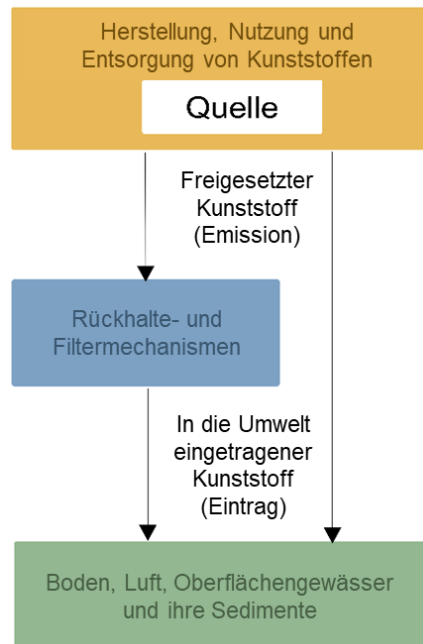 Herstellung, Nutzung und
Entsorgung von Kunststoffen
Quelle
Freigesetzter
Kunststoff
(Emission)
Rückhalte- und
Filtermechanismen
In die Umwelt
eingetragener
Kunststoff
(Eintrag)
Boden, Luft, Oberflächengewässer
und ihre Sedimente